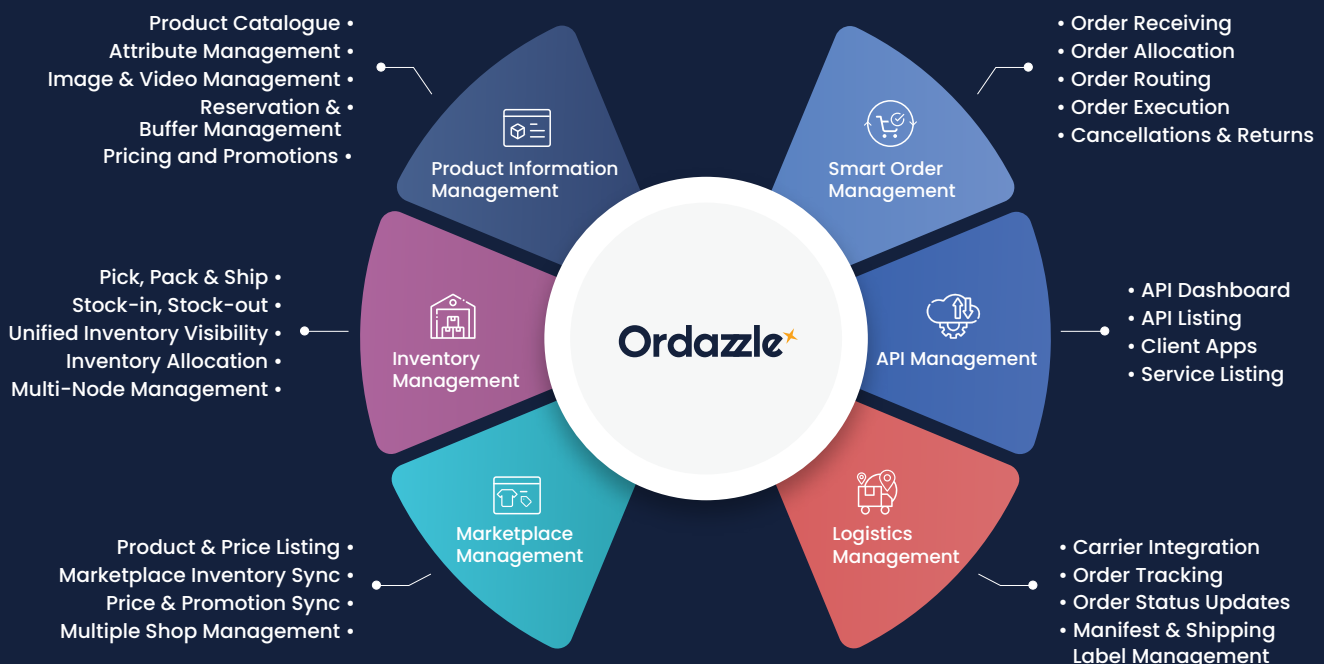 Product Catalogue •
Attribute Management •
Image & Video Management •
Reservation & •
Buffer Management
Pricing and Promotions •
Product Information
Management
Smart Order
Management
• Order Receiving
• Order Allocation
• Order Routing
• Order Execution
• Cancellations & Returns
Pick, Pack & Ship •
Stock-in, Stock-out •
Unified Inventory Visibility •
Inventory Allocation •
Multi-Node Management •
Inventory
Management
Ordazzle
API Management
• API Dashboard
• API Listing
• Client Apps
• Service Listing
Product & Price Listing •
Marketplace Inventory Sync •
Price & Promotion Sync •
Multiple Shop Management •
Marketplace
Management
Logistics
Management
• Carrier Integration
• Order Tracking
• Order Status Updates
• Manifest & Shipping
Label Management